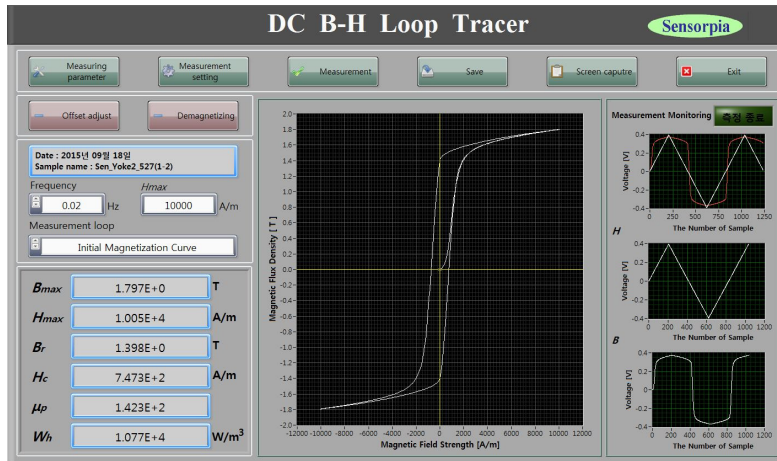 DC B-H Loop Tracer
Sensorpia
Measuring parameter
Measurement setting
Measurement
Save
Screen caputre
Exit
Offset adjust
Demagnetizing
Date : 2015년 09월 18일
Sample name : Sen_Yoke2_527(1-2)
Frequency
0.02 Hz
Hmax
10000 A/m
Measurement loop
Initial Magnetization Curve
Bmax 1.797E+0 T
Hmax 1.005E+4 A/m
Br 1.398E+0 T
Hc 7.473E+2 A/m
μp 1.423E+2
Wh 1.077E+4 W/m³
Magnetic Flux Density [ T ]
2.0
1.8
1.6
1.4
1.2
1.0
0.8
0.6
0.4
0.2
0.0
-0.2
-0.4
-0.6
-0.8
-1.0
-1.2
-1.4
-1.6
-1.8
-2.0
-12000 -10000 -8000 -6000 -4000 -2000 0 2000 4000 6000 8000 10000 12000
Magnetic Field Strength [A/m]
Measurement Monitoring
측정 종료
Voltage [V]
0.4
0.2
0
-0.2
-0.4
0 250 500 750 1000 1250
The Number of Sample
H
Voltage [V]
0.4
0.2
0
-0.2
-0.4
0 200 400 600 800 1000 1200
The Number of Sample
B
Voltage [V]
0.4
0.2
0
-0.2
-0.4
0 200 400 600 800 1000 1200
The Number of Sample